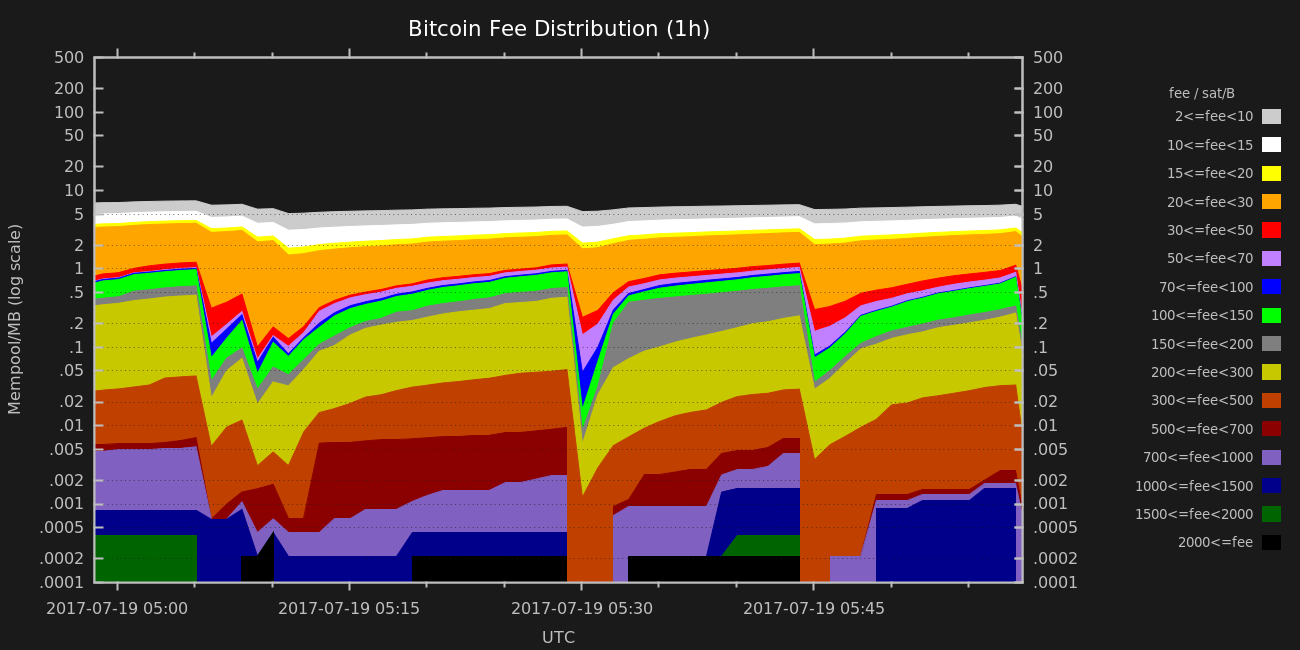 Bitcoin Fee Distribution (1h)
Mempool/MB (log scale)
500
200
100
50
20
10
5
2
1
.5
.2
.1
.05
.02
.01
.005
.002
.001
.0005
.0002
.0001
500
200
100
50
20
10
5
2
1
.5
.2
.1
.05
.02
.01
.005
.002
.001
.0005
.0002
.0001
2017-07-19 05:00
2017-07-19 05:15
2017-07-19 05:30
2017-07-19 05:45
UTC
fee / sat/B
2<=fee<10
10<=fee<15
15<=fee<20
20<=fee<30
30<=fee<50
50<=fee<70
70<=fee<100
100<=fee<150
150<=fee<200
200<=fee<300
300<=fee<500
500<=fee<700
700<=fee<1000
1000<=fee<1500
1500<=fee<2000
2000<=fee